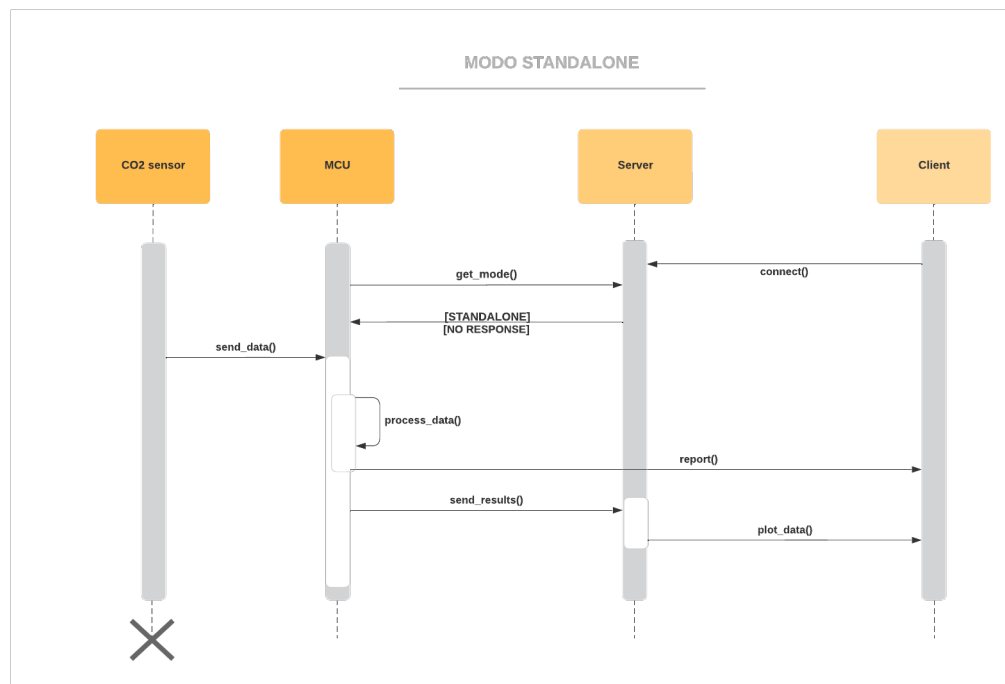 MODO STANDALONE
CO2 sensor
MCU
Server
Client
connect()
get_mode()
[STANDALONE]
[NO RESPONSE]
send_data()
process_data()
report()
send_results()
plot_data()